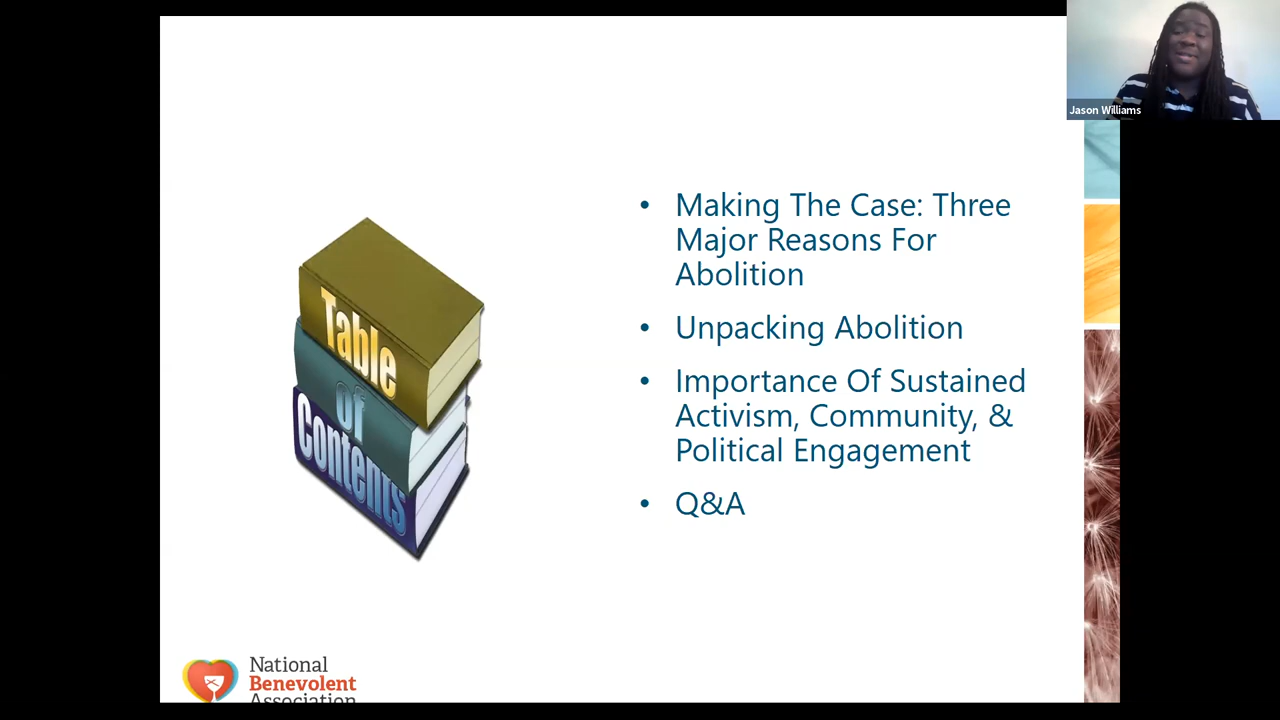 Jason Williams
Table
of
Contents
• Making The Case: Three
Major Reasons For
Abolition
• Unpacking Abolition
• Importance Of Sustained
Activism, Community, &
Political Engagement
• Q&A
National
Benevolent
Association